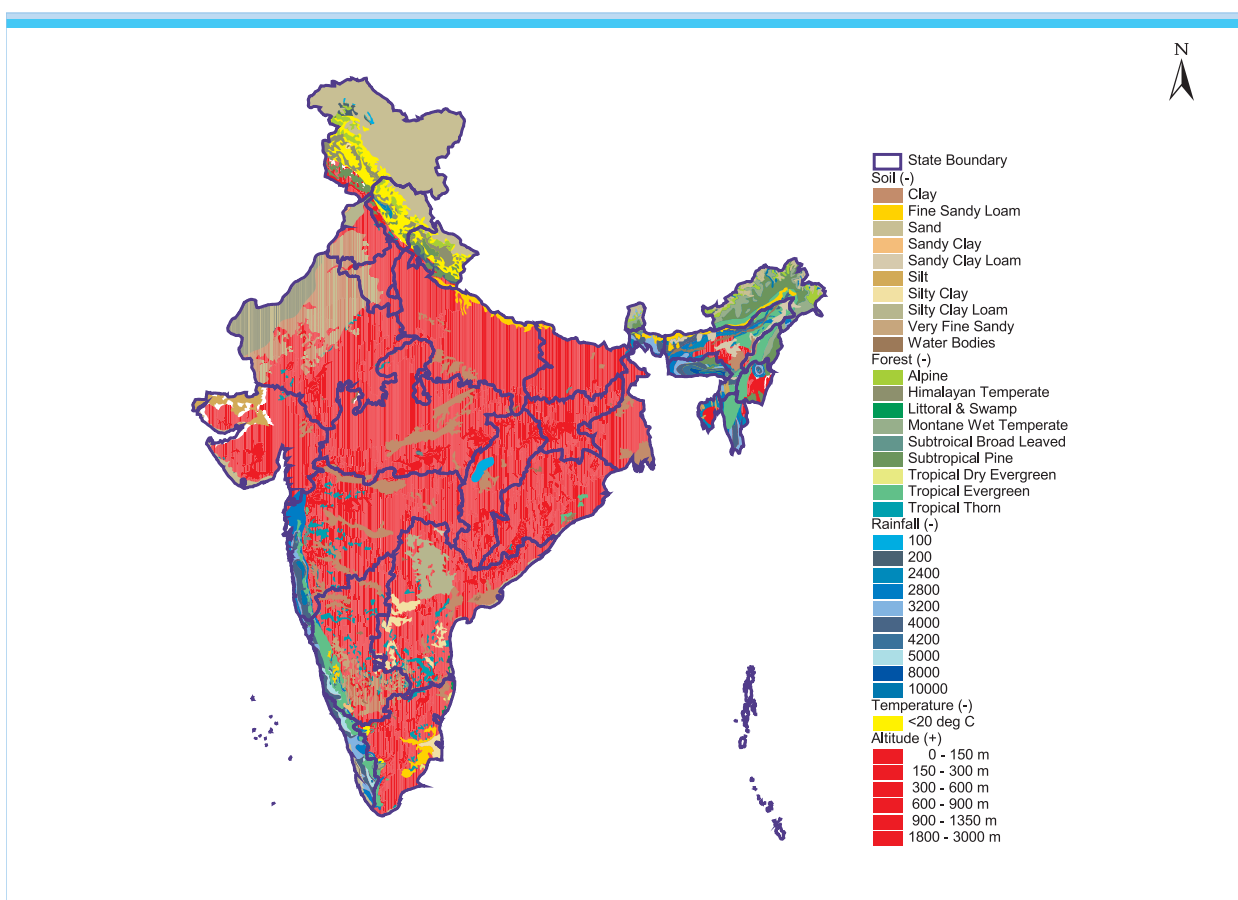 N
State Boundary
Soil (-)
Clay
Fine Sandy Loam
Sand
Sandy Clay
Sandy Clay Loam
Silt
Silty Clay
Silty Clay Loam
Very Fine Sandy
Water Bodies
Forest (-)
Alpine
Himalayan Temperate
Littoral & Swamp
Montane Wet Temperate
Subtroical Broad Leaved
Subtropical Pine
Tropical Dry Evergreen
Tropical Evergreen
Tropical Thorn
Rainfall (-)
100
200
2400
2800
3200
4000
4200
5000
8000
10000
Temperature (-)
<20 deg C
Altitude (+)
0 - 150 m
150 - 300 m
300 - 600 m
600 - 900 m
900 - 1350 m
1800 - 3000 m